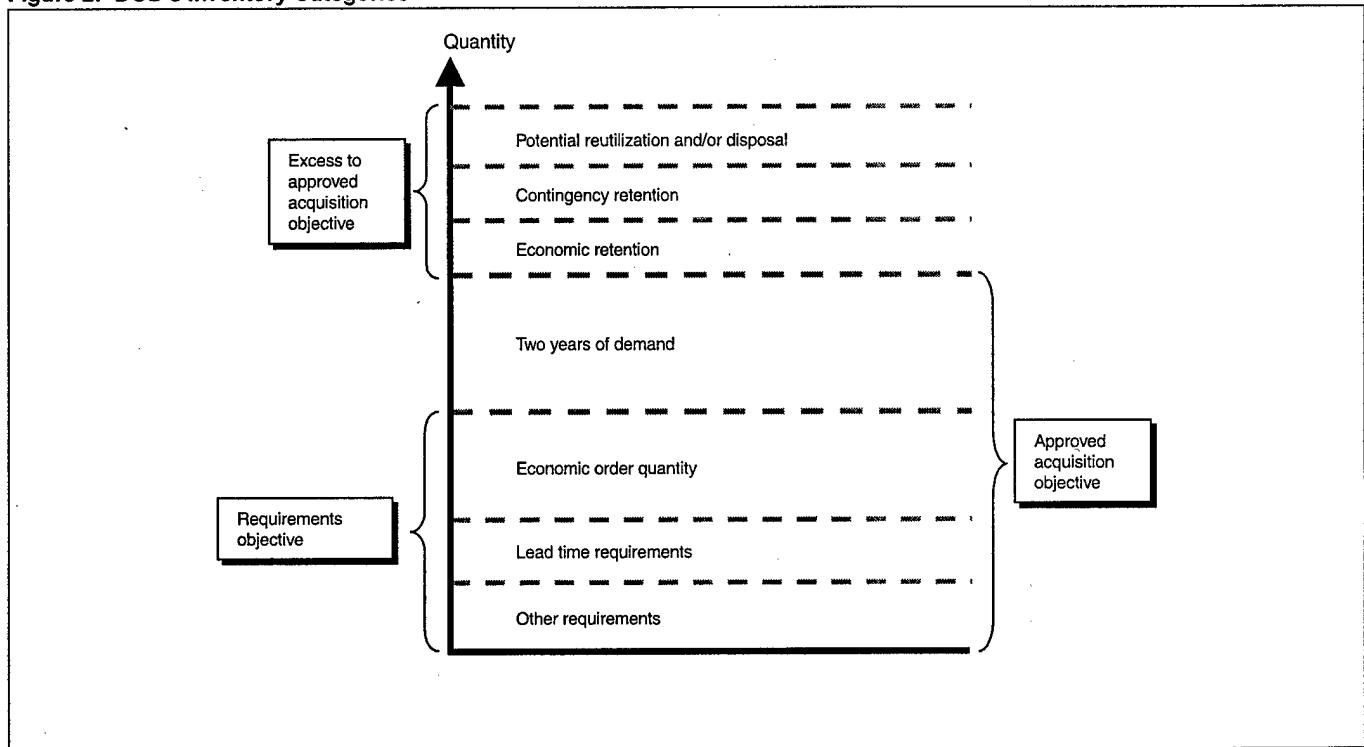 Quantity
Potential reutilization and/or disposal
Excess to
approved
acquisition
objective
Contingency retention
Economic retention
Two years of demand
Economic order quantity
Approved
acquisition
objective
Requirements
objective
Lead time requirements
Other requirements